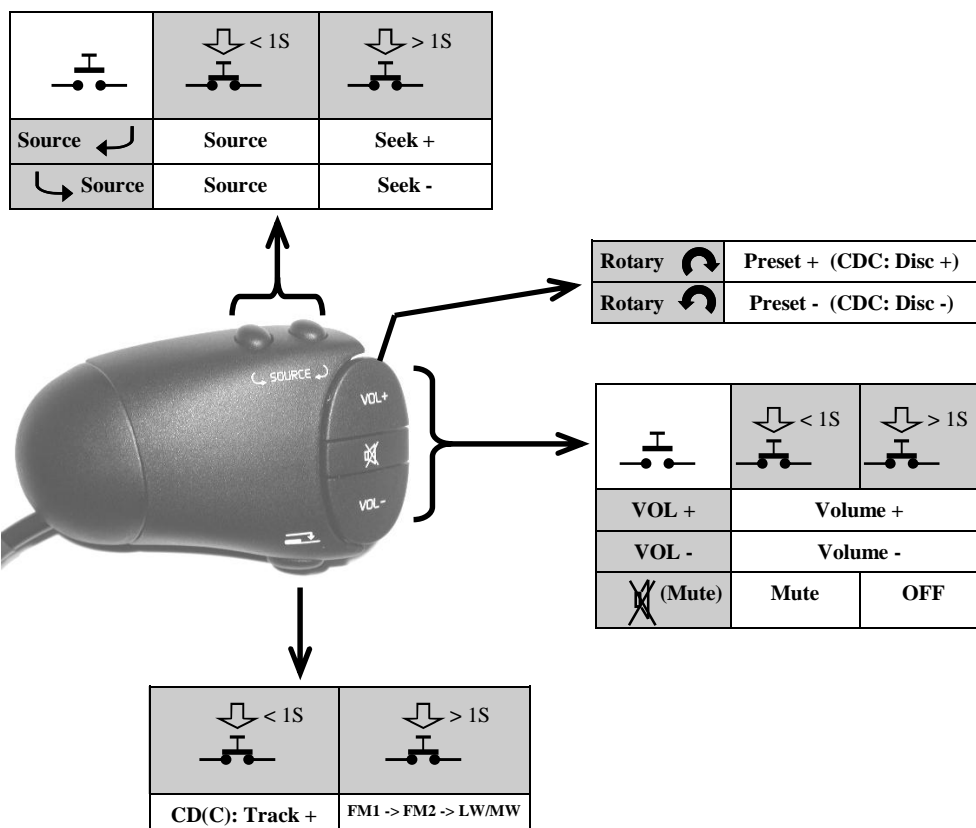 < 1S > 1S
Source Source Seek +
Source Source Seek -
Rotary Preset + (CDC: Disc +)
Rotary Preset - (CDC: Disc -)
SOURCE
VOL+
VOL-
< 1S > 1S
VOL + Volume +
VOL - Volume -
(Mute) Mute OFF
< 1S > 1S
CD(C): Track + FM1 -> FM2 -> LW/MW